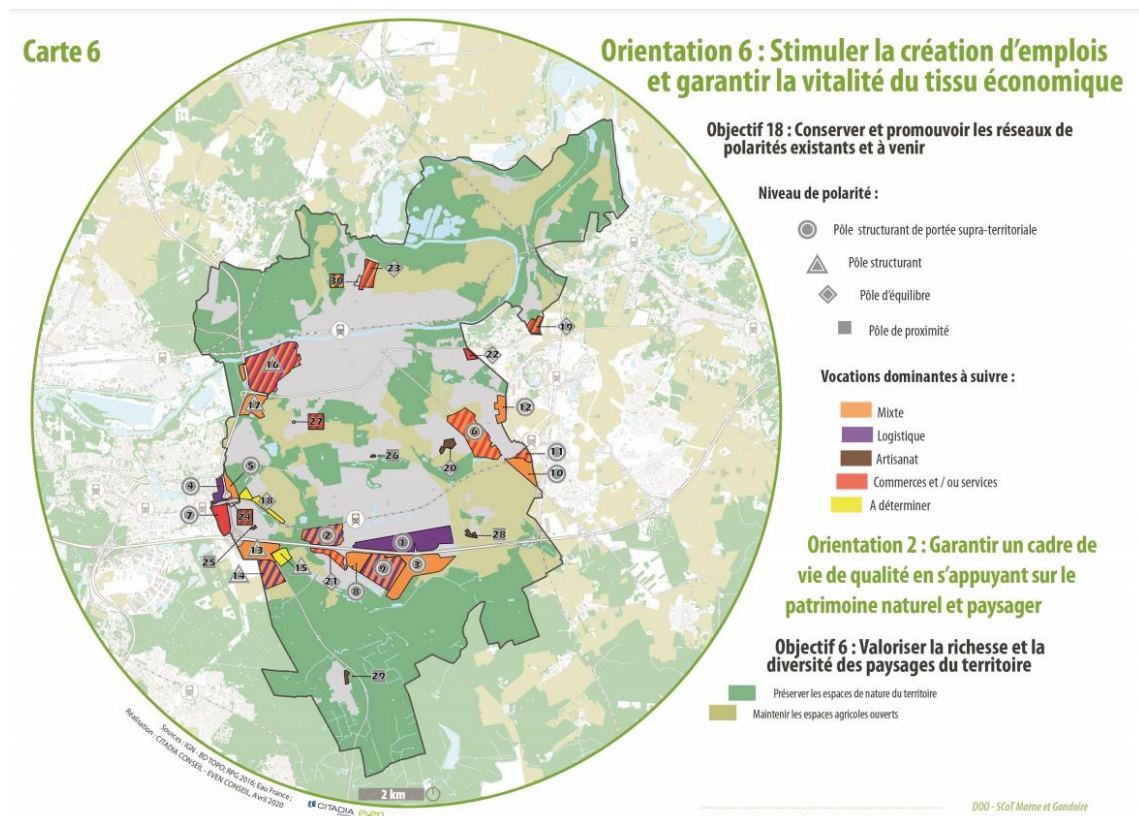 Carte 6
Orientation 6 : Stimuler la création d'emplois
et garantir la vitalité du tissu économique
Objectif 18 : Conserver et promouvoir les réseaux de
polarités existants et à venir
Niveau de polarité :
Pôle structurant de portée supra-territoriale
Pôle structurant
Pôle d'équilibre
Pôle de proximité
Vocations dominantes à suivre :
Mixte
Logistique
Artisanat
Commerces et / ou services
A déterminer
Orientation 2 : Garantir un cadre de
vie de qualité en s'appuyant sur le
patrimoine naturel et paysager
Objectif 6 : Valoriser la richesse et la
diversité des paysages du territoire
Préserver les espaces de nature du territoire
Maintenir les espaces agricoles ouverts
23
30
19
16
22
17
12
27
6
11
26
20
10
5
4
18
7
24
2
28
1
25
13
3
14
15
21
9
8
29
2 km
Sources : IGN - BD TOPO; RPG 2016; Eau France ;
Réalisation : CITADIA CONSEIL - EVEN CONSEIL, Avril 2020
CITADIA
even
DOO - SCoT Marne et Gondoire